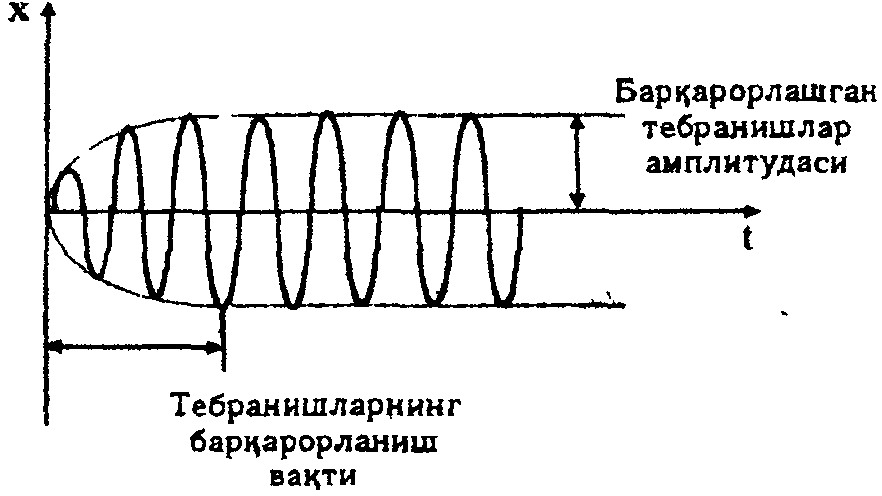 x
Барқарорлашган
тебранишлар
амплитудаси
t
Тебранишларнинг
барқарорланиш
вақти